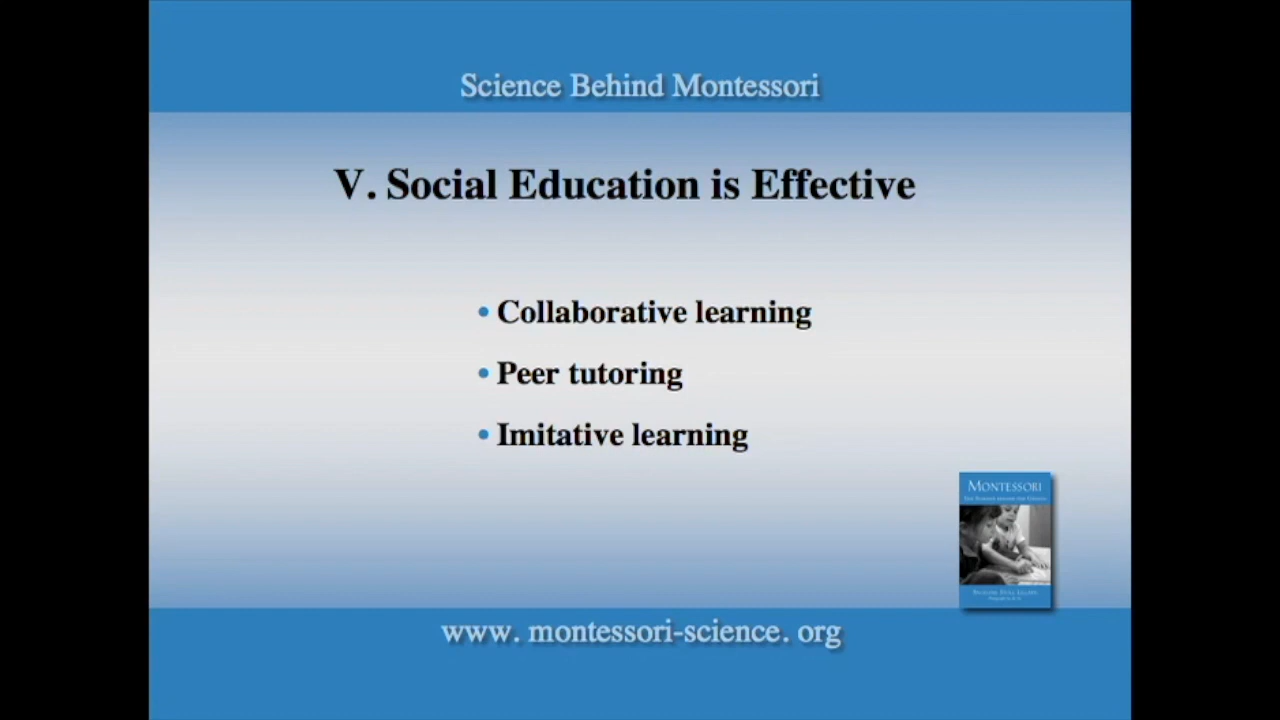 Science Behind Montessori
V. Social Education is Effective
• Collaborative learning
• Peer tutoring
• Imitative learning
MONTESSORI
www. montessori-science. org